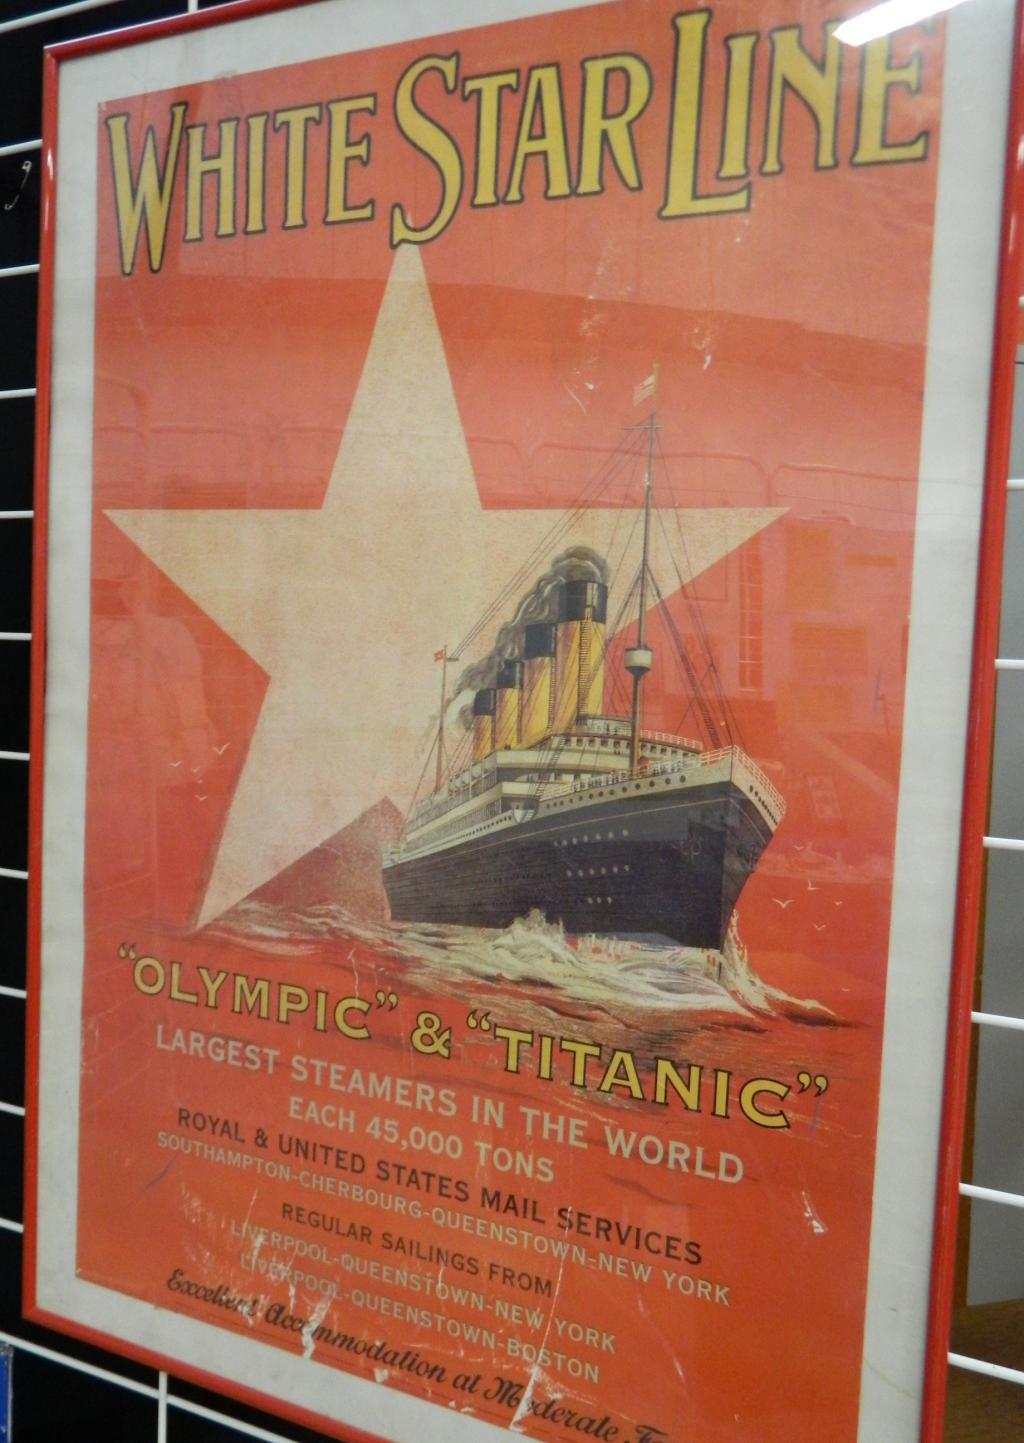 WHITE STAR LINE
"OLYMPIC" & "TITANIC"
LARGEST STEAMERS IN THE WORLD
EACH 45,000 TONS
ROYAL & UNITED STATES MAIL SERVICES
SOUTHAMPTON-CHERBOURG-QUEENSTOWN-NEW YORK
REGULAR SAILINGS FROM
LIVERPOOL-QUEENSTOWN-NEW YORK
LIVERPOOL-QUEENSTOWN-BOSTON
Excellent Accommodation at Moderate